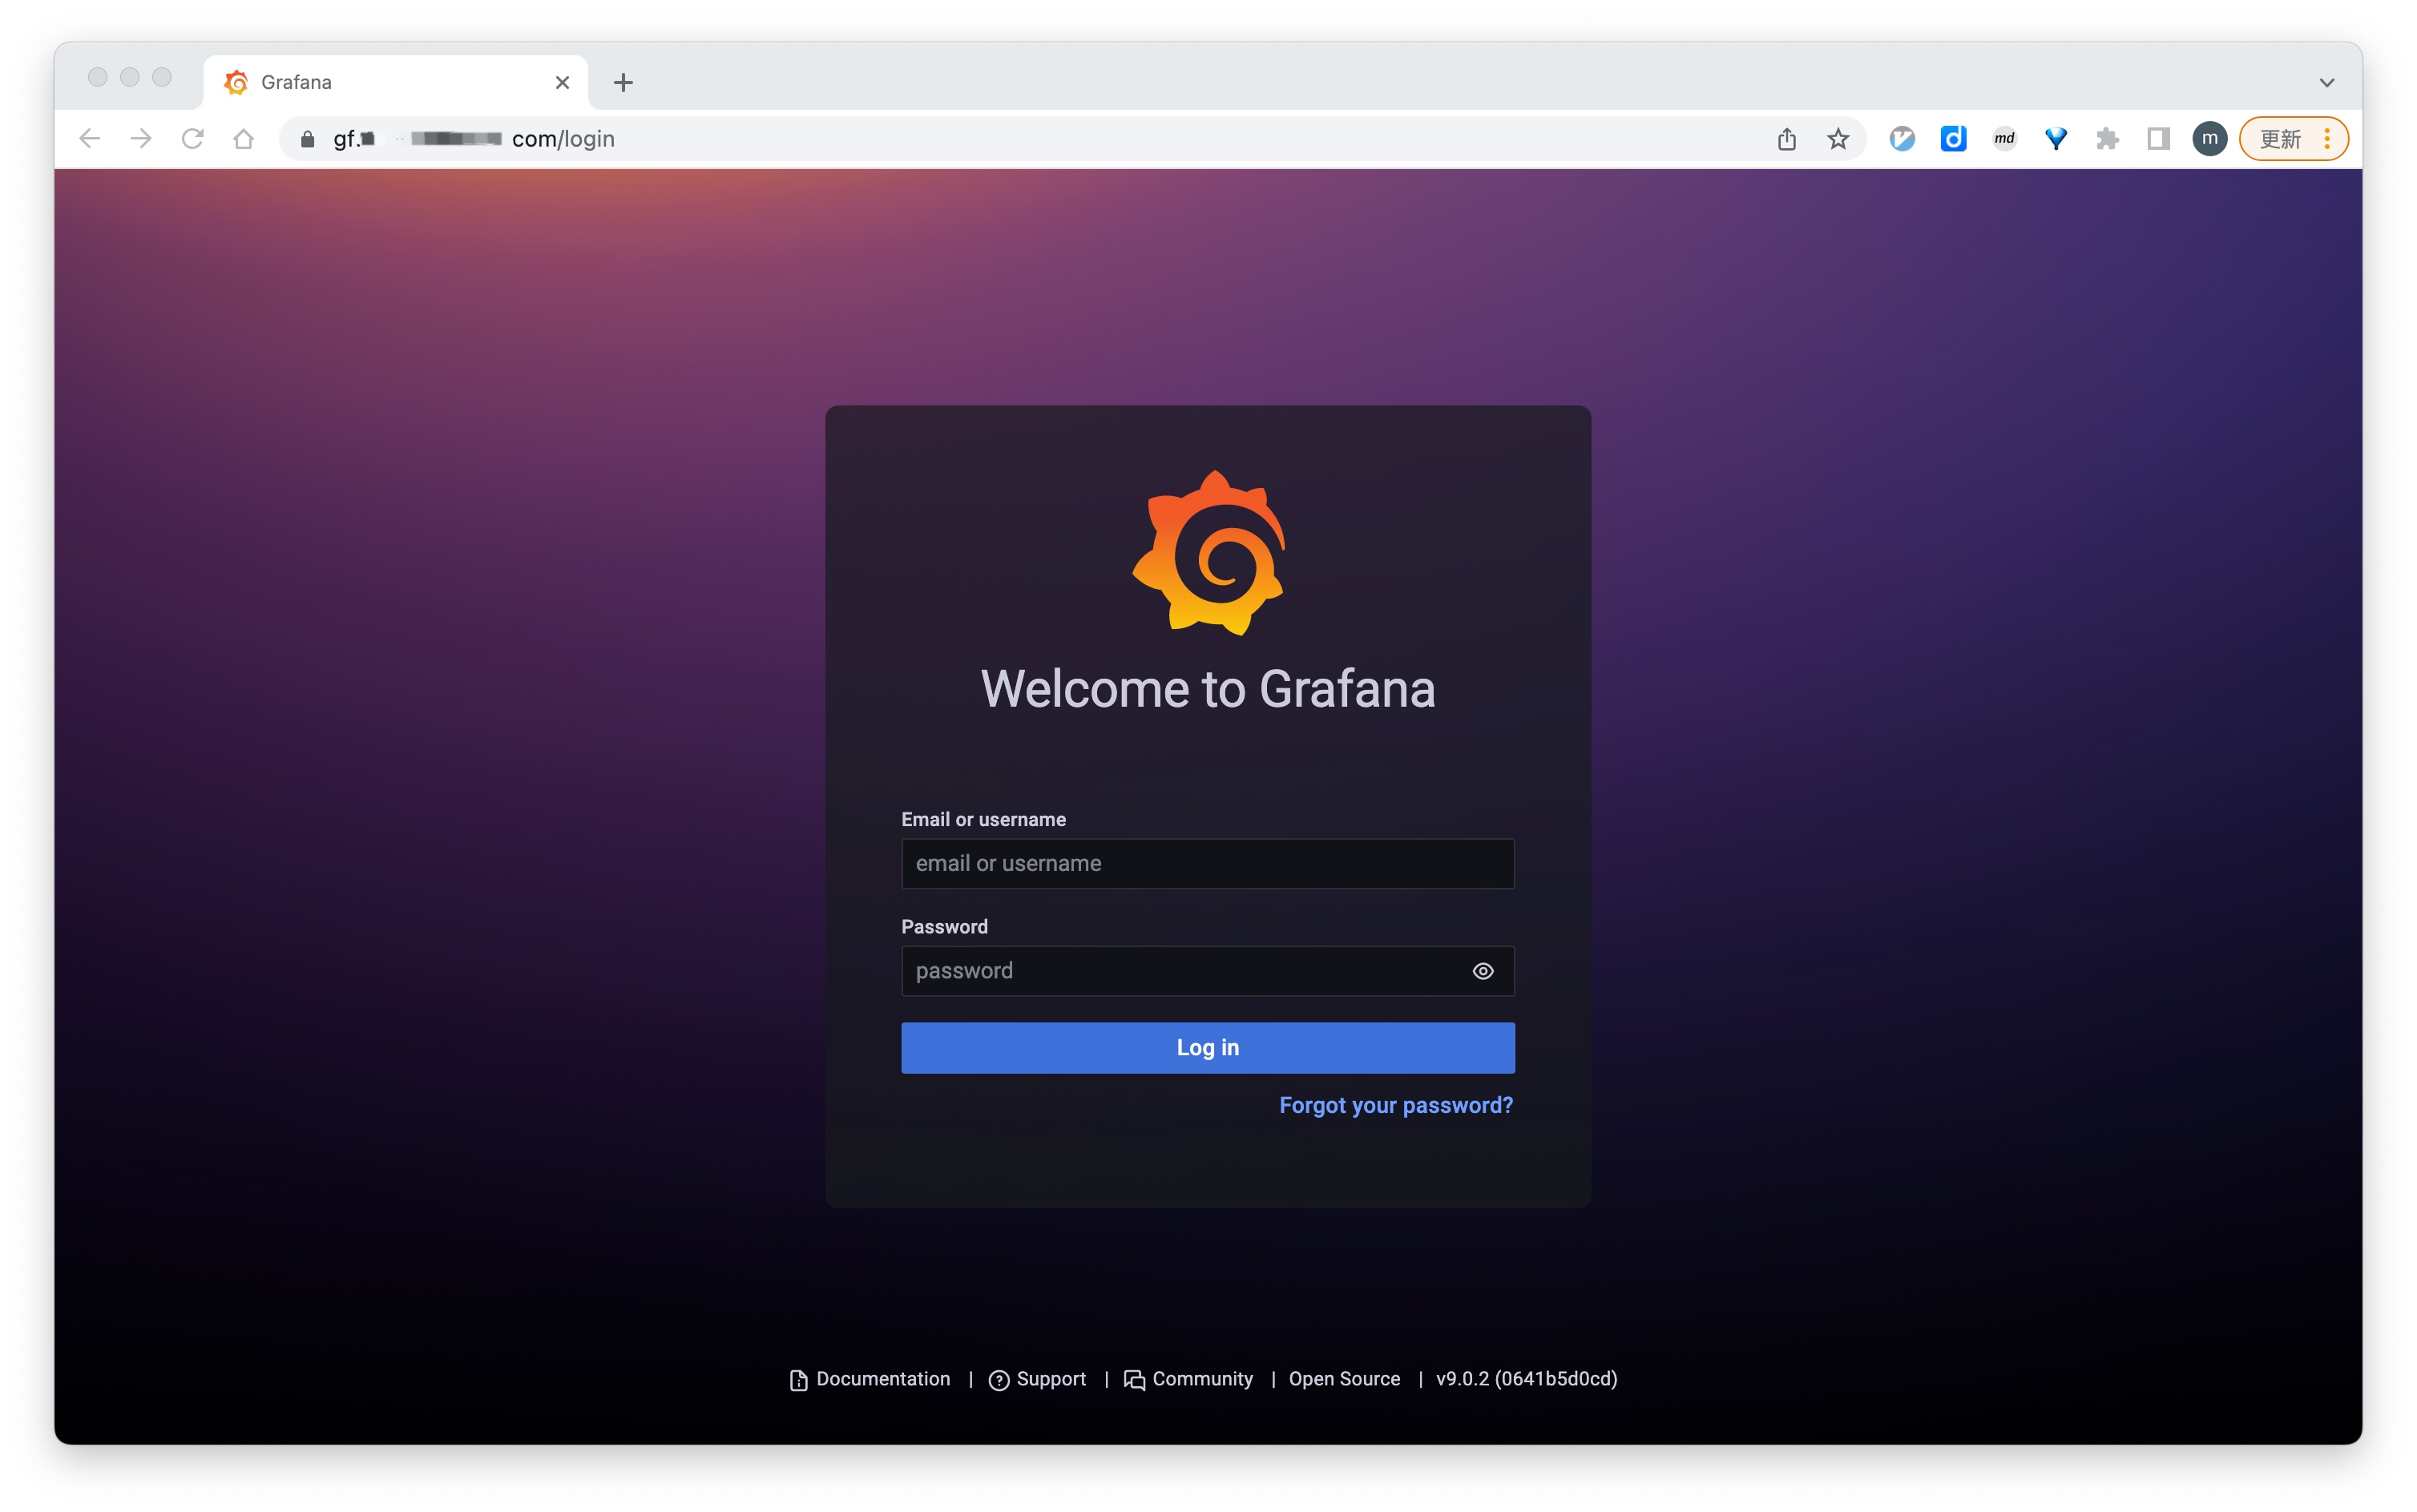 Grafana
gf. com/login
md
m
更新
Welcome to Grafana
Email or username
email or username
Password
password
Log in
Forgot your password?
Documentation | Support | Community | Open Source | v9.0.2 (0641b5d0cd)